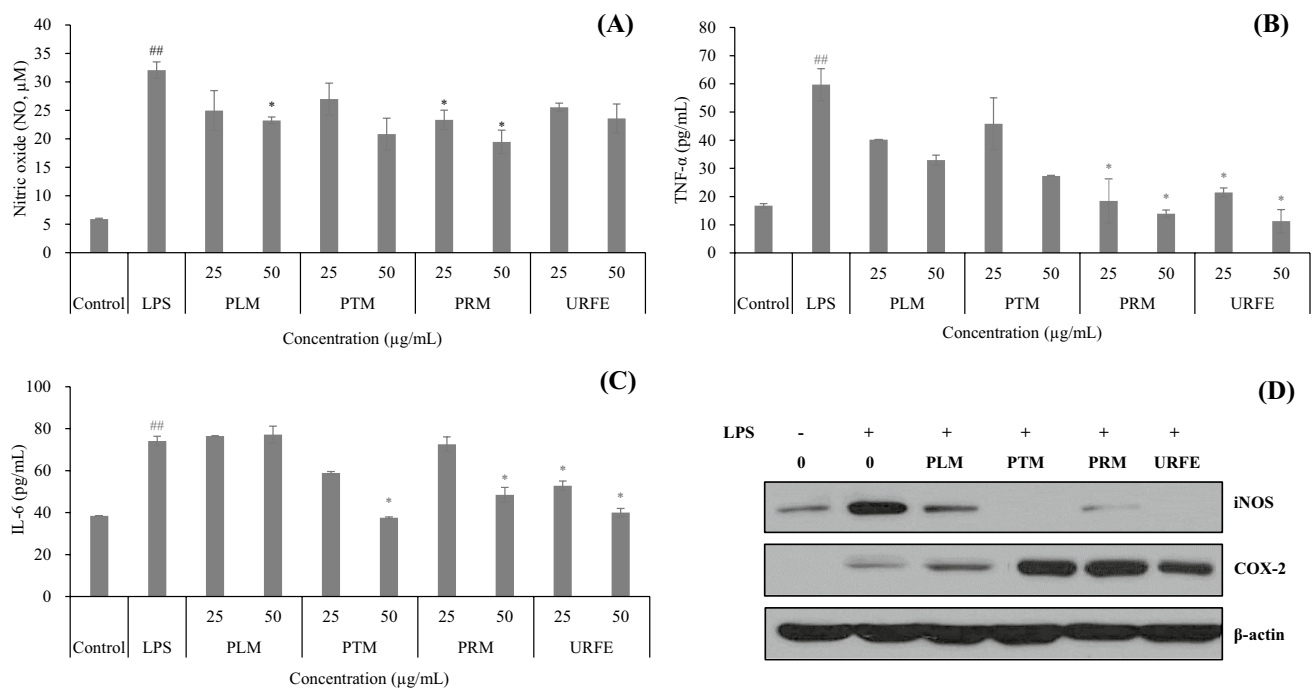 (A)
Nitric oxide (NO, µM)
40
35
30
25
20
15
10
5
0
##
*
*
*
25 50 25 50 25 50 25 50
Control LPS PLM PTM PRM URFE
Concentration (µg/mL)
(B)
TNF-α (pg/mL)
80
70
60
50
40
30
20
10
0
##
*
*
*
*
25 50 25 50 25 50 25 50
Control LPS PLM PTM PRM URFE
Concentration (µg/mL)
(C)
IL-6 (pg/mL)
100
80
60
40
20
0
##
*
*
*
*
25 50 25 50 25 50 25 50
Control LPS PLM PTM PRM URFE
Concentration (µg/mL)
(D)
LPS - + + + + +
0 0 PLM PTM PRM URFE
iNOS
COX-2
β-actin